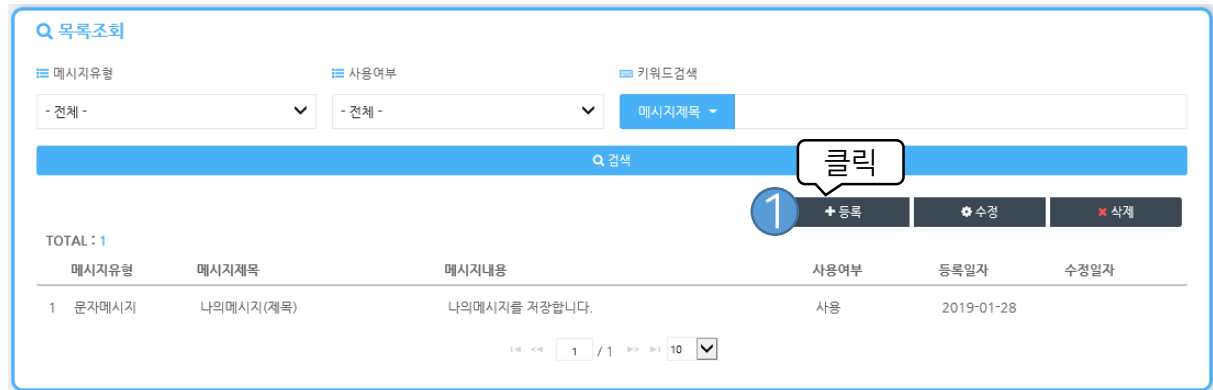 목록조회
메시지유형 사용여부 키워드검색
- 전체 - - 전체 - 메시지제목
검색
클릭
1 등록 수정 삭제
TOTAL : 1
메시지유형 메시지제목 메시지내용 사용여부 등록일자 수정일자
1 문자메시지 나의메시지(제목) 나의메시지를 저장합니다. 사용 2019-01-28
1 / 1 10